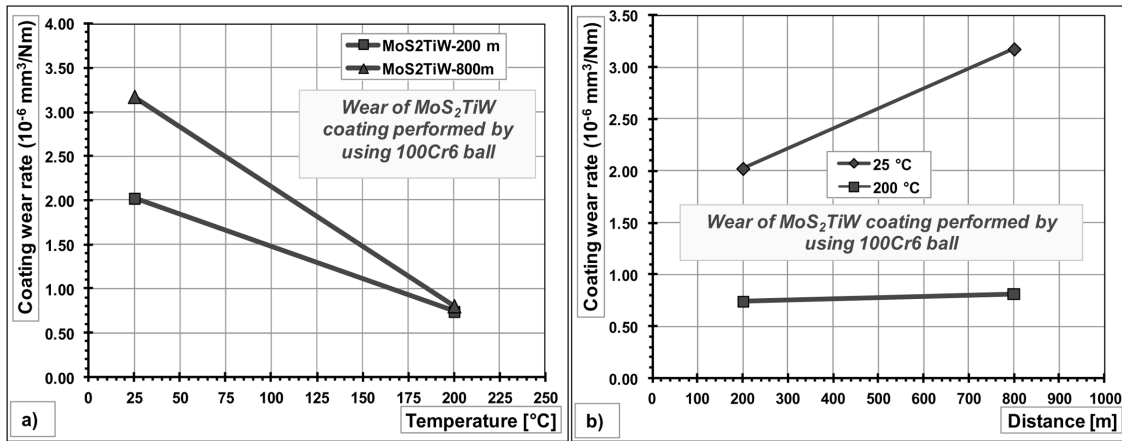 a)
Coating wear rate (10⁻⁶ mm³/Nm)
4.00
3.50
3.00
2.50
2.00
1.50
1.00
0.50
0.00
MoS2TiW-200 m
MoS2TiW-800m
Wear of MoS₂TiW
coating performed by
using 100Cr6 ball
0 25 50 75 100 125 150 175 200 225 250
Temperature [°C]
b)
Coating wear rate (10⁻⁶ mm³/Nm)
3.50
3.00
2.50
2.00
1.50
1.00
0.50
0.00
25 °C
200 °C
Wear of MoS₂TiW coating performed by
using 100Cr6 ball
0 100 200 300 400 500 600 700 800 900 1000
Distance [m]